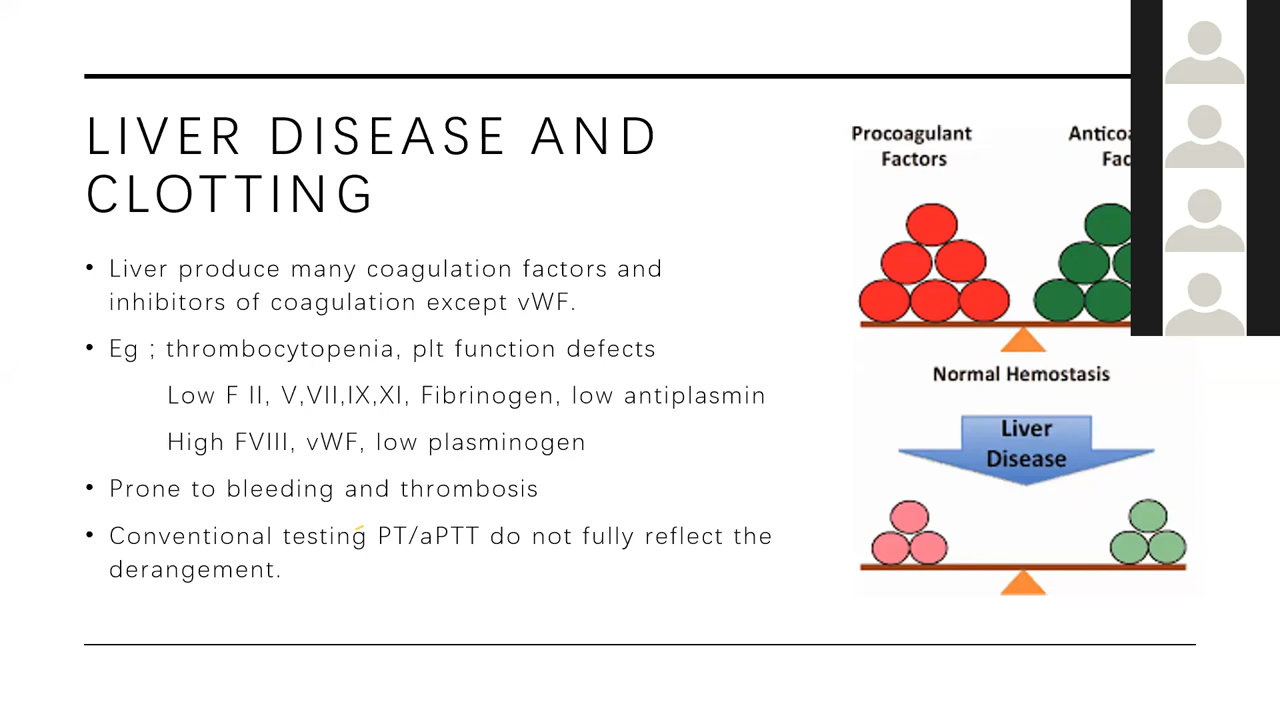 LIVER DISEASE AND
CLOTTING
• Liver produce many coagulation factors and
inhibitors of coagulation except vWF.
• Eg ; thrombocytopenia, plt function defects
Low F II, V,VII,IX,XI, Fibrinogen, low antiplasmin
High FVIII, vWF, low plasminogen
• Prone to bleeding and thrombosis
• Conventional testing PT/aPTT do not fully reflect the
derangement.
Procoagulant
Factors
Normal Hemostasis
Liver
Disease